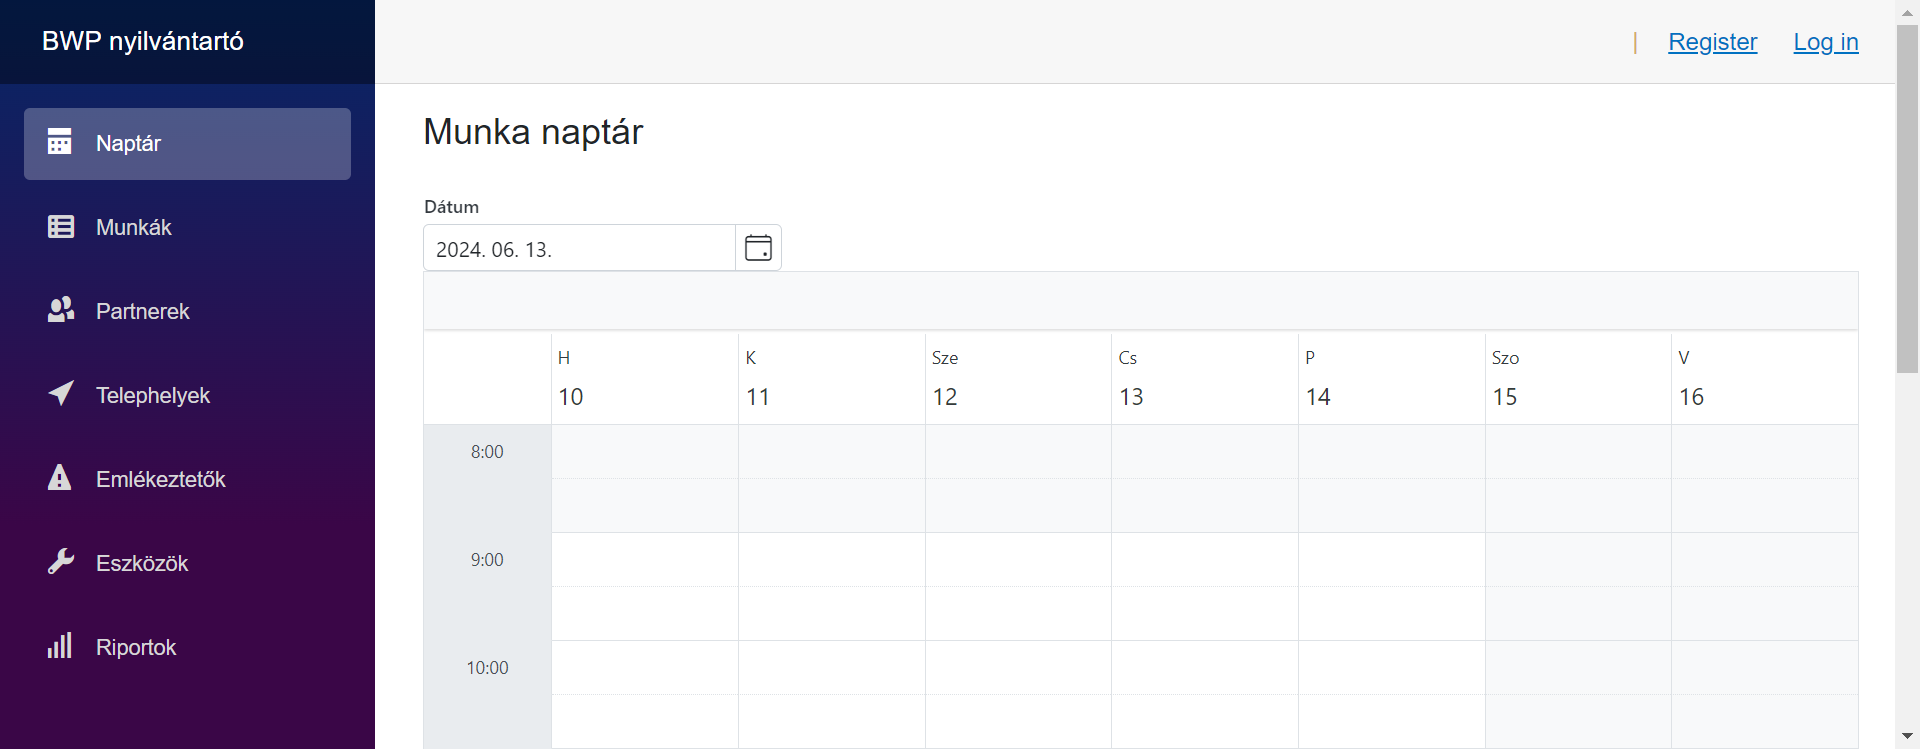 BWP nyilvántartó
| Register Log in
Naptár
Munkák
Partnerek
Telephelyek
Emlékeztetők
Eszközök
Riportok
Munka naptár
Dátum
2024. 06. 13.
H K Sze Cs P Szo V
10 11 12 13 14 15 16
8:00
9:00
10:00